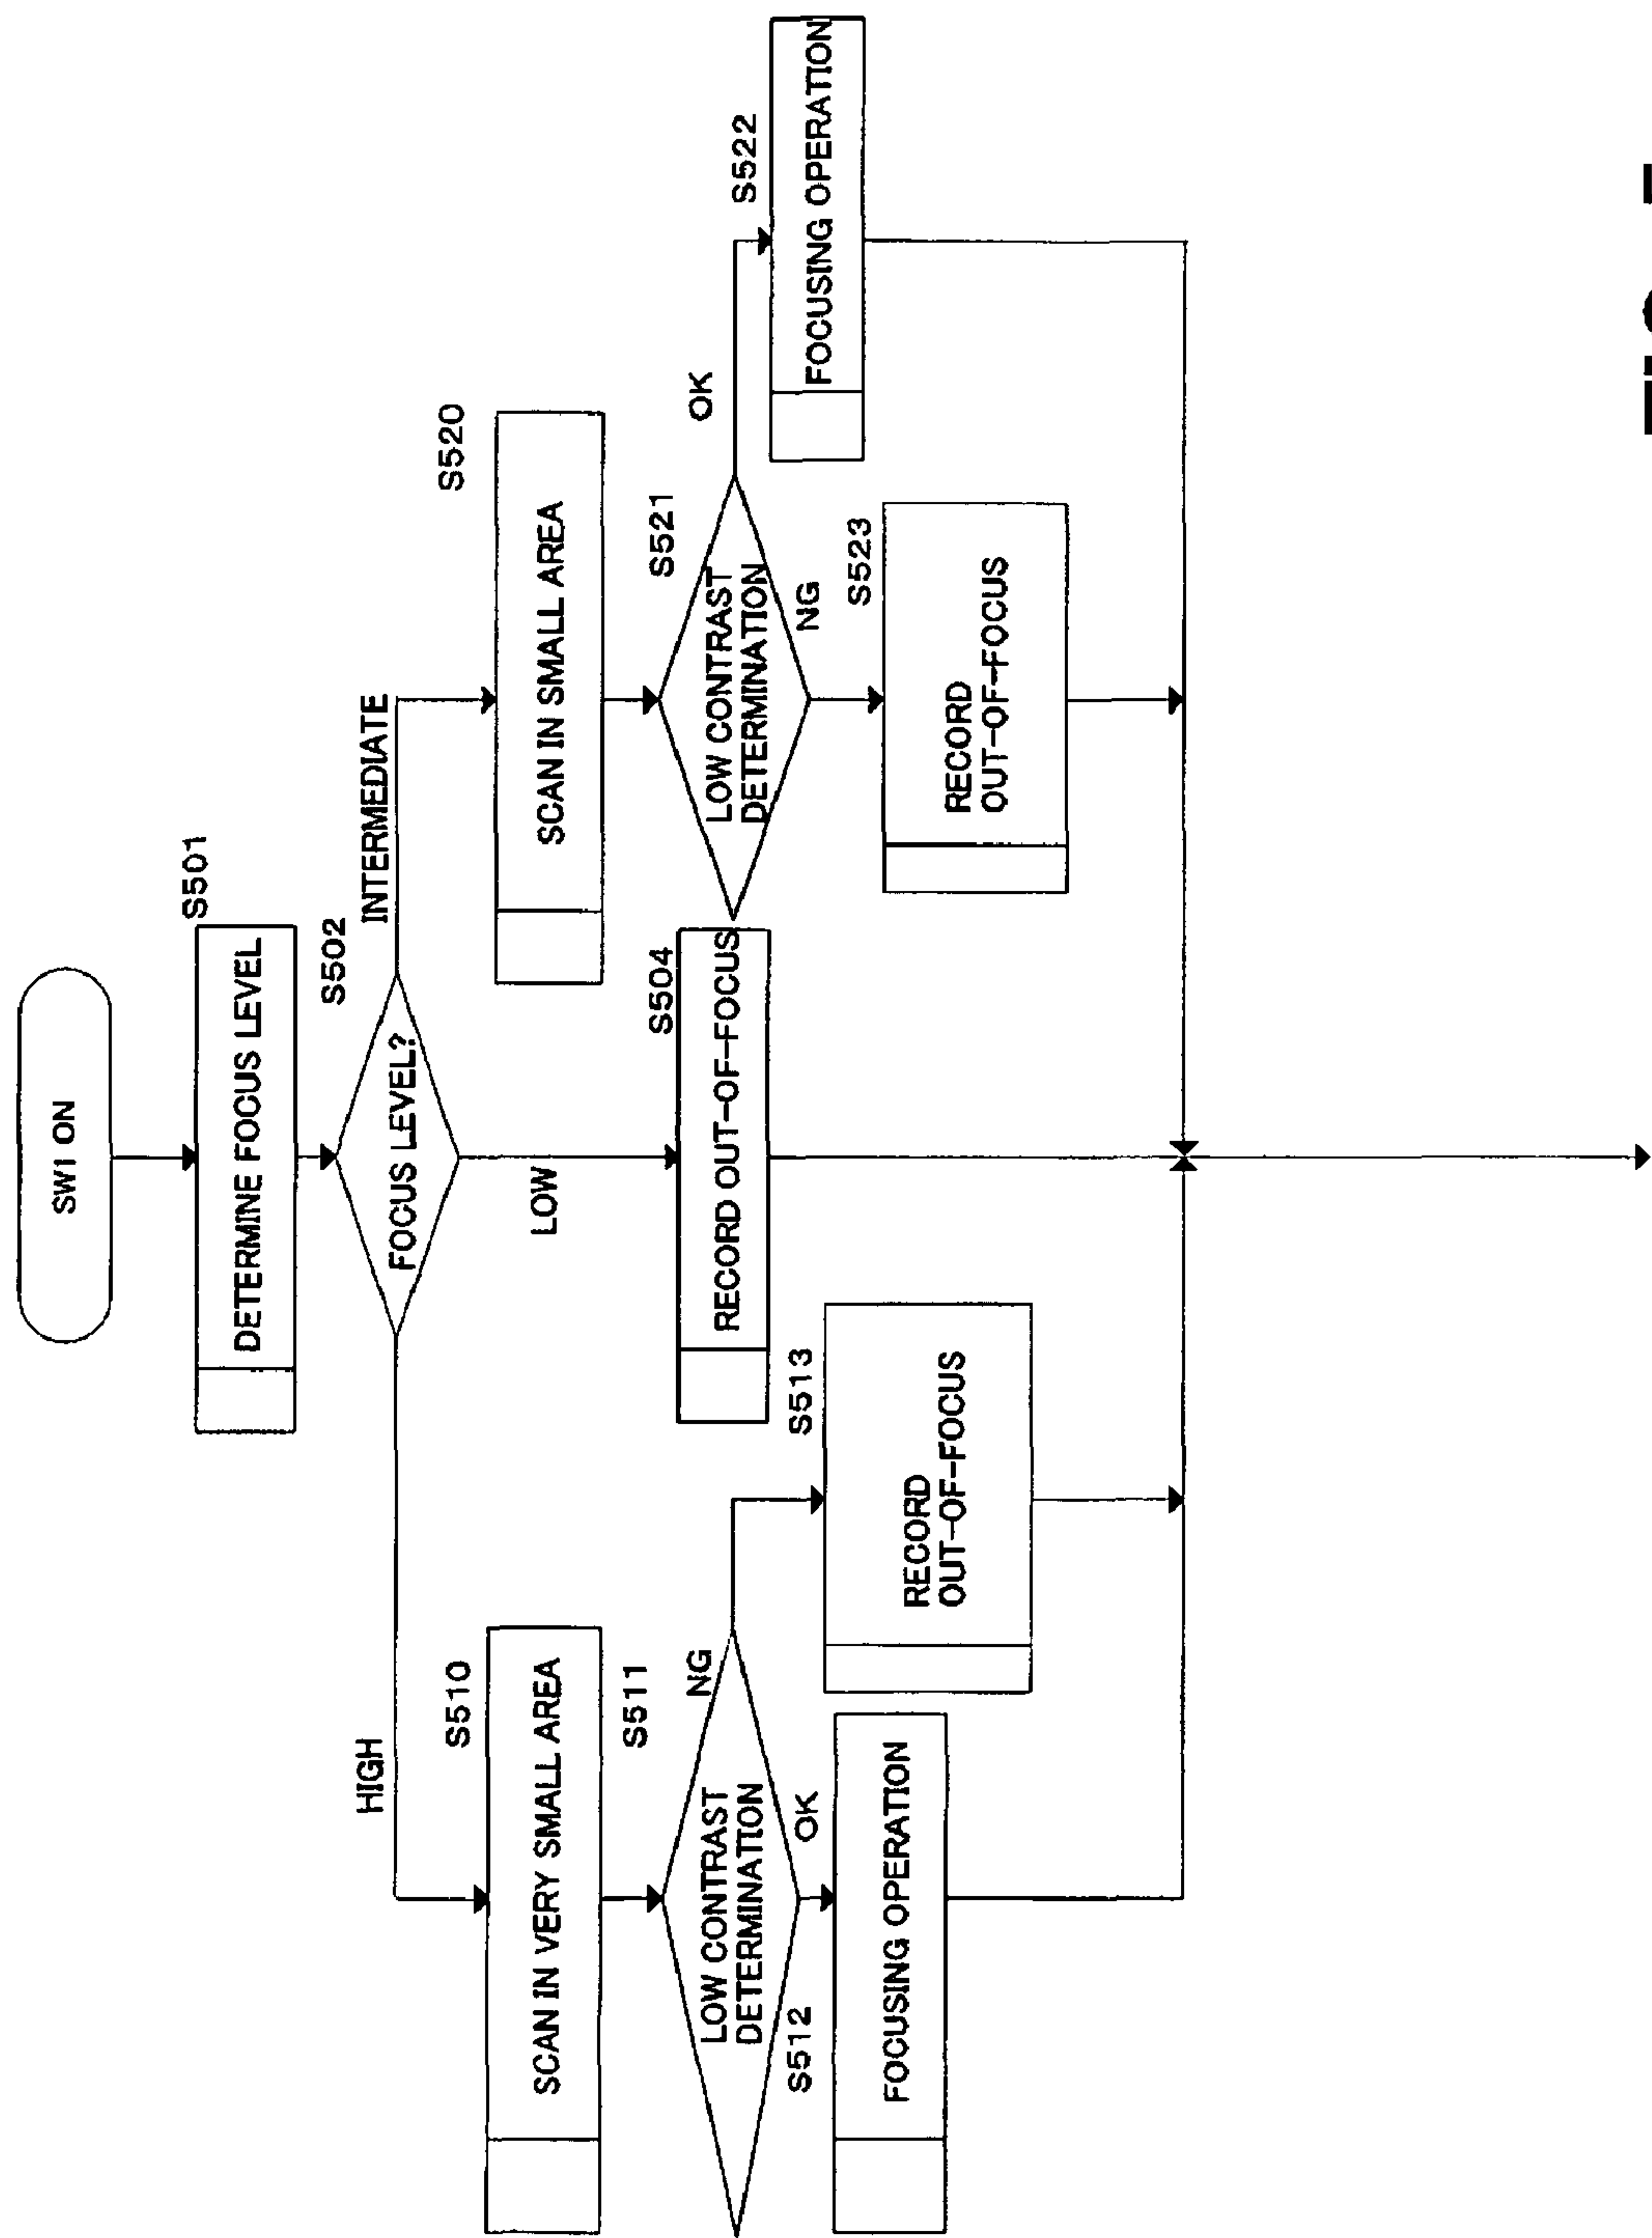 SW1 ON
S501
DETERMINE FOCUS LEVEL
S502
FOCUS LEVEL?
HIGH
LOW
INTERMEDIATE
S510
SCAN IN VERY SMALL AREA
S511
LOW CONTRAST
DETERMINATION
NG
OK
S512
FOCUSING OPERATION
S513
RECORD
OUT-OF-FOCUS
S504
RECORD OUT-OF-FOCUS
S520
SCAN IN SMALL AREA
S521
LOW CONTRAST
DETERMINATION
OK
NG
S522
FOCUSING OPERATION
S523
RECORD
OUT-OF-FOCUS